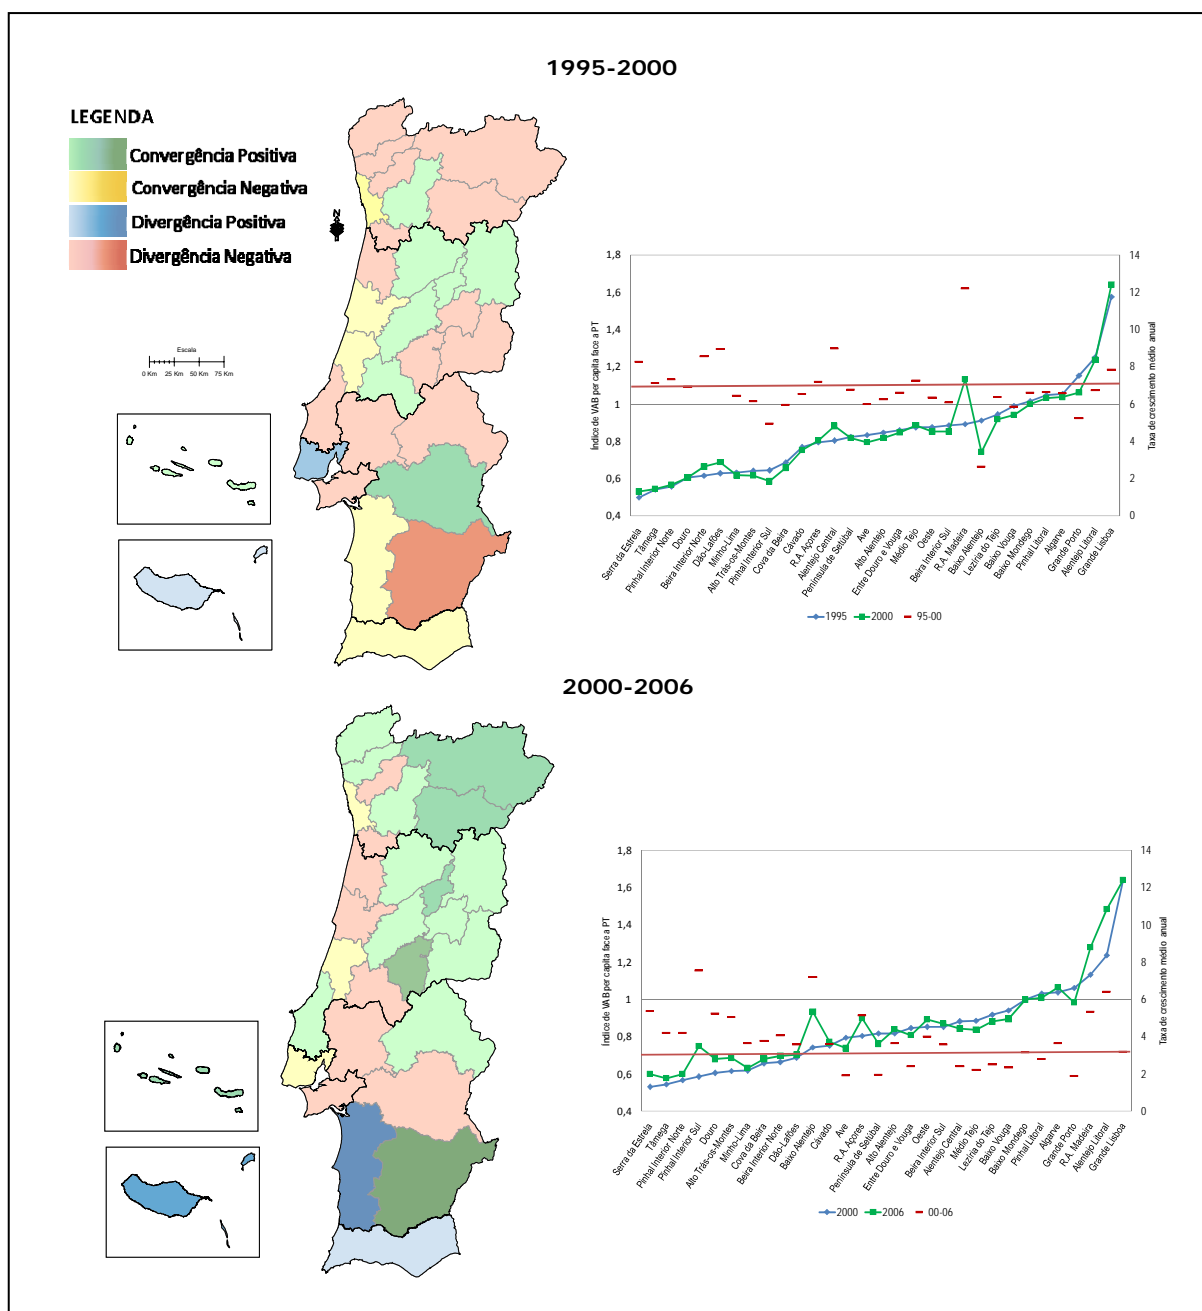 1995-2000
LEGENDA
Convergência Positiva
Convergência Negativa
Divergência Positiva
Divergência Negativa
N
Escala
0 Km 25 Km 50 Km 75 Km
Índice de VAB per capita face a PT
1,8
1,6
1,4
1,2
1
0,8
0,6
0,4
14
12
10
8
6
4
2
0
Taxa de crescimento médio anual
Serra da Estrela
Tâmega
Pinhal Interior Norte
Douro
Beira Interior Norte
Dão-Lafões
Minho-Lima
Alto Trás-os-Montes
Pinhal Interior Sul
Cova da Beira
Cávado
R.A. Açores
Alentejo Central
Península de Setúbal
Ave
Alto Alentejo
Entre Douro e Vouga
Médio Tejo
Oeste
Beira Interior Sul
R.A. Madeira
Baixo Alentejo
Lezíria do Tejo
Baixo Vouga
Baixo Mondego
Pinhal Litoral
Algarve
Grande Porto
Alentejo Litoral
Grande Lisboa
1995 2000 95-00
2000-2006
Índice de VAB per capita face a PT
1,8
1,6
1,4
1,2
1
0,8
0,6
0,4
14
12
10
8
6
4
2
0
Taxa de crescimento médio anual
Serra da Estrela
Tâmega
Pinhal Interior Norte
Pinhal Interior Sul
Douro
Alto Trás-os-Montes
Minho-Lima
Cova da Beira
Beira Interior Norte
Dão-Lafões
Baixo Alentejo
Cávado
Ave
R.A. Açores
Península de Setúbal
Alto Alentejo
Entre Douro e Vouga
Oeste
Beira Interior Sul
Alentejo Central
Médio Tejo
Lezíria do Tejo
Baixo Vouga
Baixo Mondego
Pinhal Litoral
Algarve
Grande Porto
R.A. Madeira
Alentejo Litoral
Grande Lisboa
2000 2006 00-06